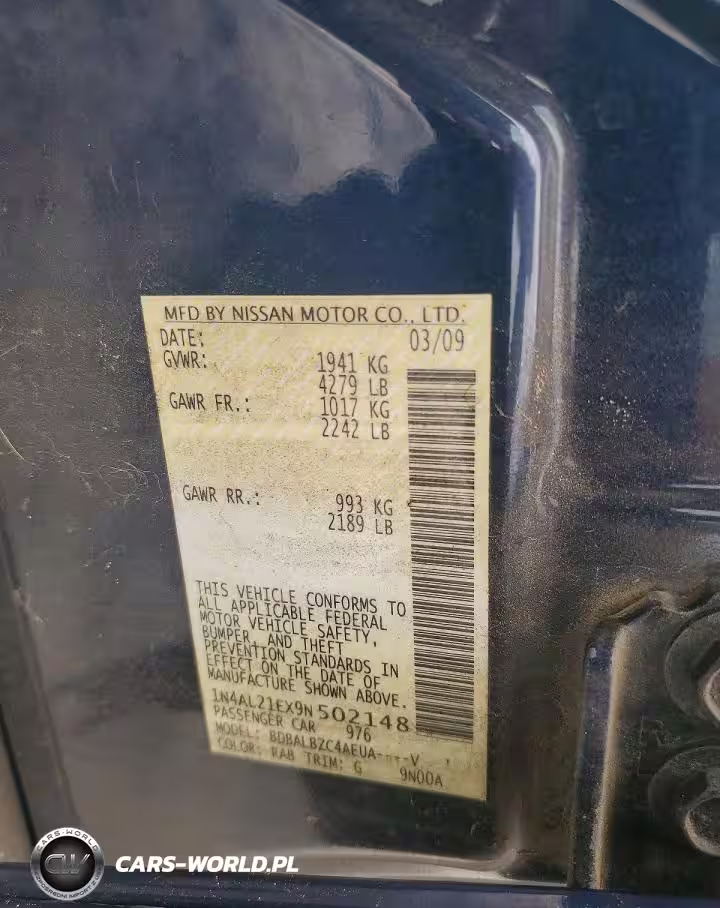 MFD BY NISSAN MOTOR CO., LTD.
DATE: 03/09
GVWR: 1941 KG
4279 LB
GAWR FR.: 1017 KG
2242 LB
GAWR RR.: 993 KG
2189 LB
THIS VEHICLE CONFORMS TO
ALL APPLICABLE FEDERAL
MOTOR VEHICLE SAFETY,
BUMPER, AND THEFT
PREVENTION STANDARDS IN
EFFECT ON THE DATE OF
MANUFACTURE SHOWN ABOVE.
1N4AL21EX9N502148
PASSENGER CAR 976
MODEL: BDBALBZC4AEUA- -V
COLOR: RAB TRIM: G 9N00A
CARS-WORLD
CW
CARS-WORLD.PL